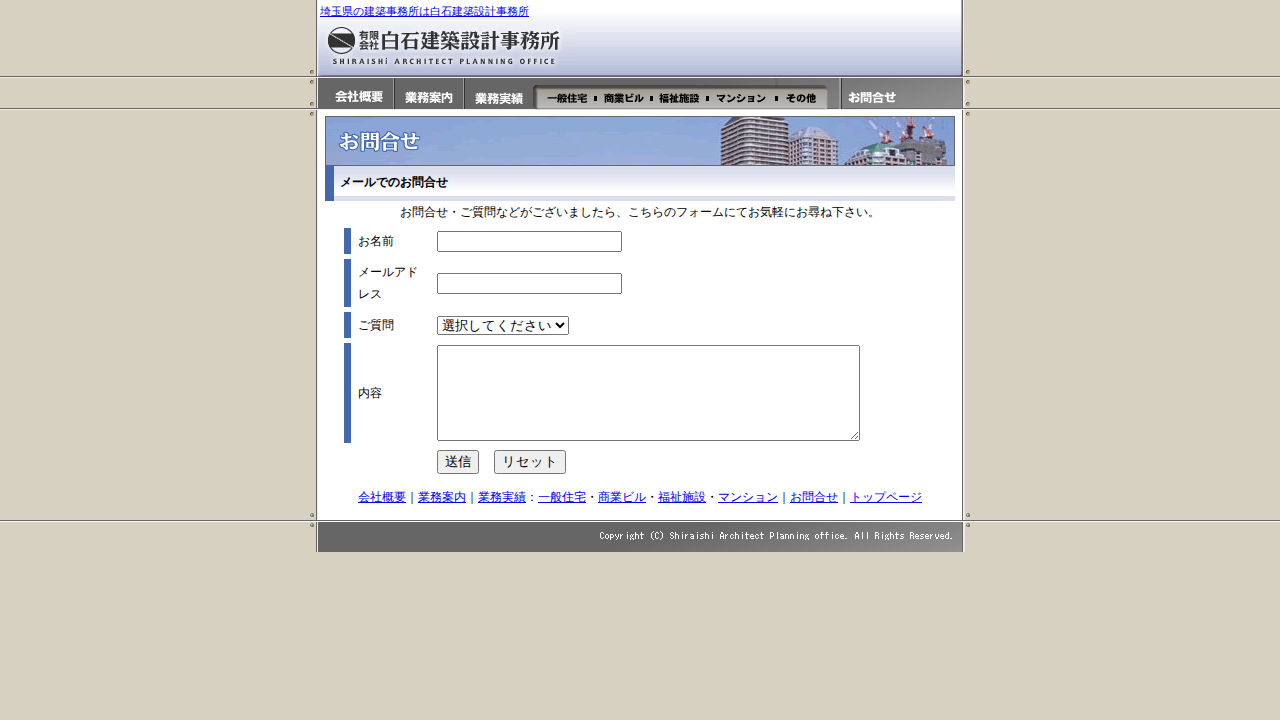 埼玉県の建築事務所は白石建築設計事務所
有限会社白石建築設計事務所
SHIRAISHI ARCHITECT PLANNING OFFICE
会社概要 業務案内 業務実績 一般住宅 商業ビル 福祉施設 マンション その他 お問合せ
お問合せ
メールでのお問合せ
お問合せ・ご質問などがございましたら、こちらのフォームにてお気軽にお尋ね下さい。
お名前
メールアド
レス
ご質問 選択してください
内容
送信 リセット
会社概要｜業務案内｜業務実績：一般住宅・商業ビル・福祉施設・マンション｜お問合せ｜トップページ
Copyright (C) Shiraishi Architect Planning office. All Rights Reserved.